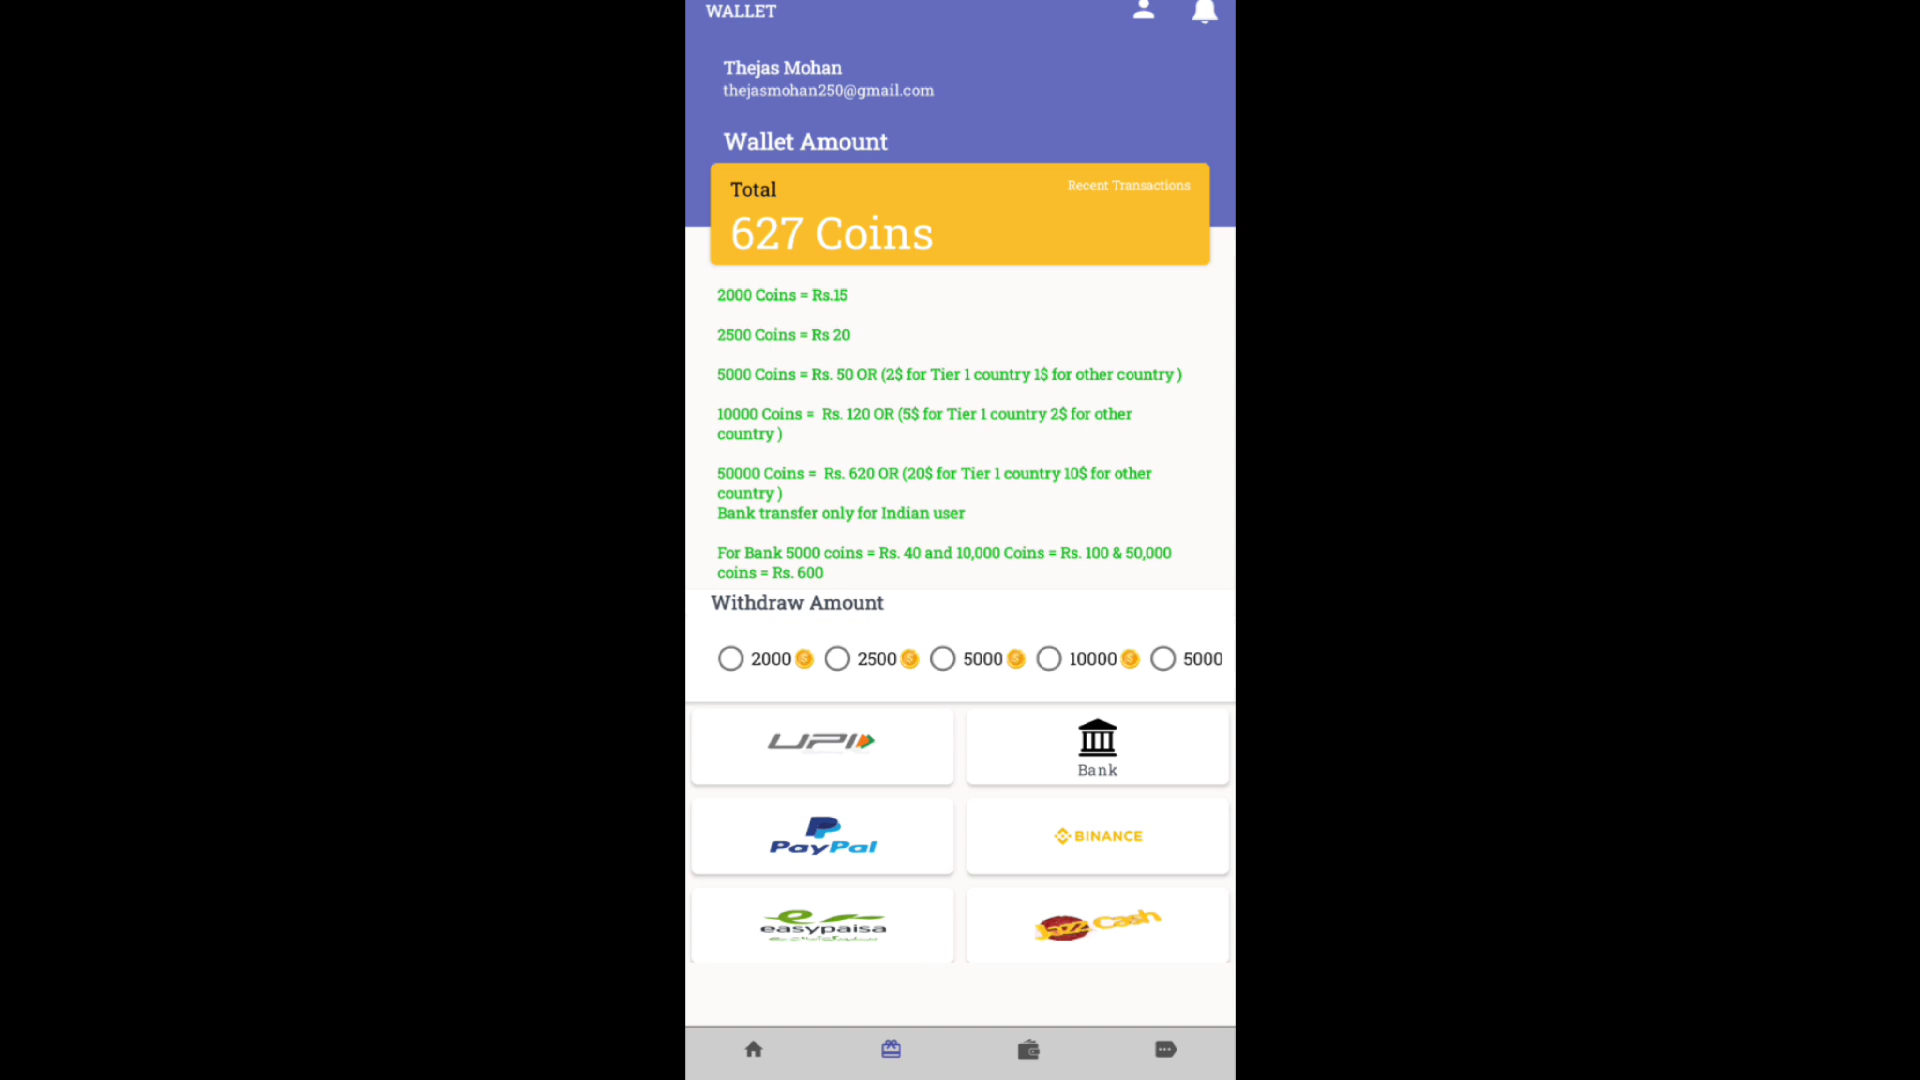 WALLET
Thejas Mohan
thejasmohan250@gmail.com
Wallet Amount
Total
Recent Transactions
627 Coins
2000 Coins = Rs.15
2500 Coins = Rs 20
5000 Coins = Rs. 50 OR (2$ for Tier 1 country 1$ for other country )
10000 Coins =  Rs. 120 OR (5$ for Tier 1 country 2$ for other
country )
50000 Coins =  Rs. 620 OR (20$ for Tier 1 country 10$ for other
country )
Bank transfer only for Indian user
For Bank 5000 coins = Rs. 40 and 10,000 Coins = Rs. 100 & 50,000
coins = Rs. 600
Withdraw Amount
2000 2500 5000 10000 5000
UPI
Bank
PayPal
BINANCE
easypaisa
Jazz Cash